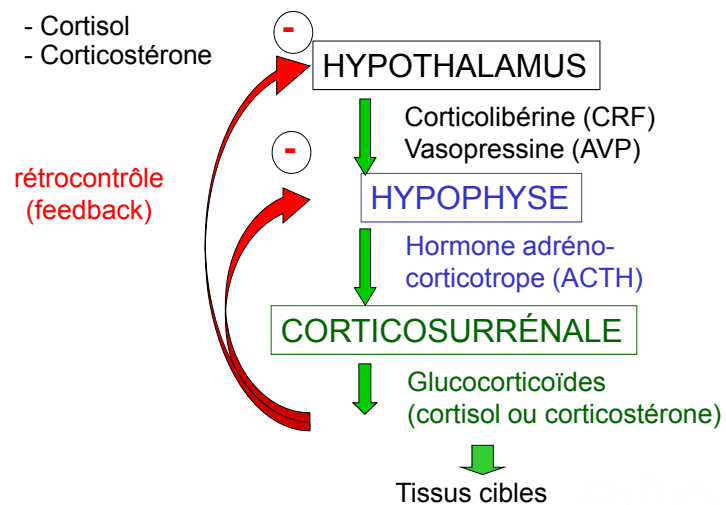 - Cortisol
- Corticostérone
-
HYPOTHALAMUS
Corticolibérine (CRF)
Vasopressine (AVP)
-
rétrocontrôle
(feedback)
HYPOPHYSE
Hormone adréno-
corticotrope (ACTH)
CORTICOSURRÉNALE
Glucocorticoïdes
(cortisol ou corticostérone)
Tissus cibles